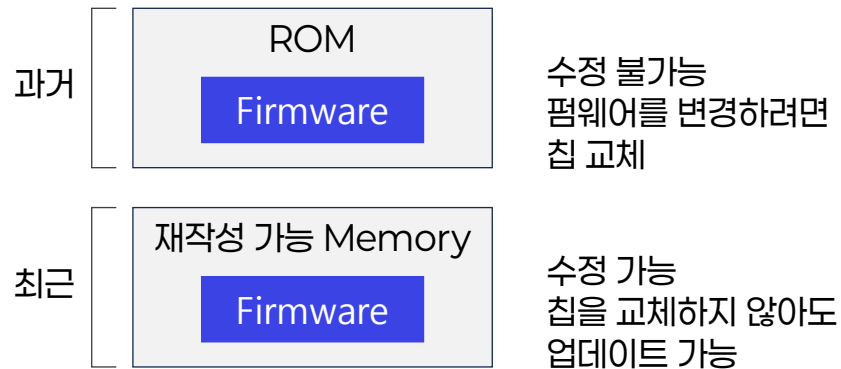 과거
ROM
Firmware
수정 불가능
펌웨어를 변경하려면
칩 교체
최근
재작성 가능 Memory
Firmware
수정 가능
칩을 교체하지 않아도
업데이트 가능